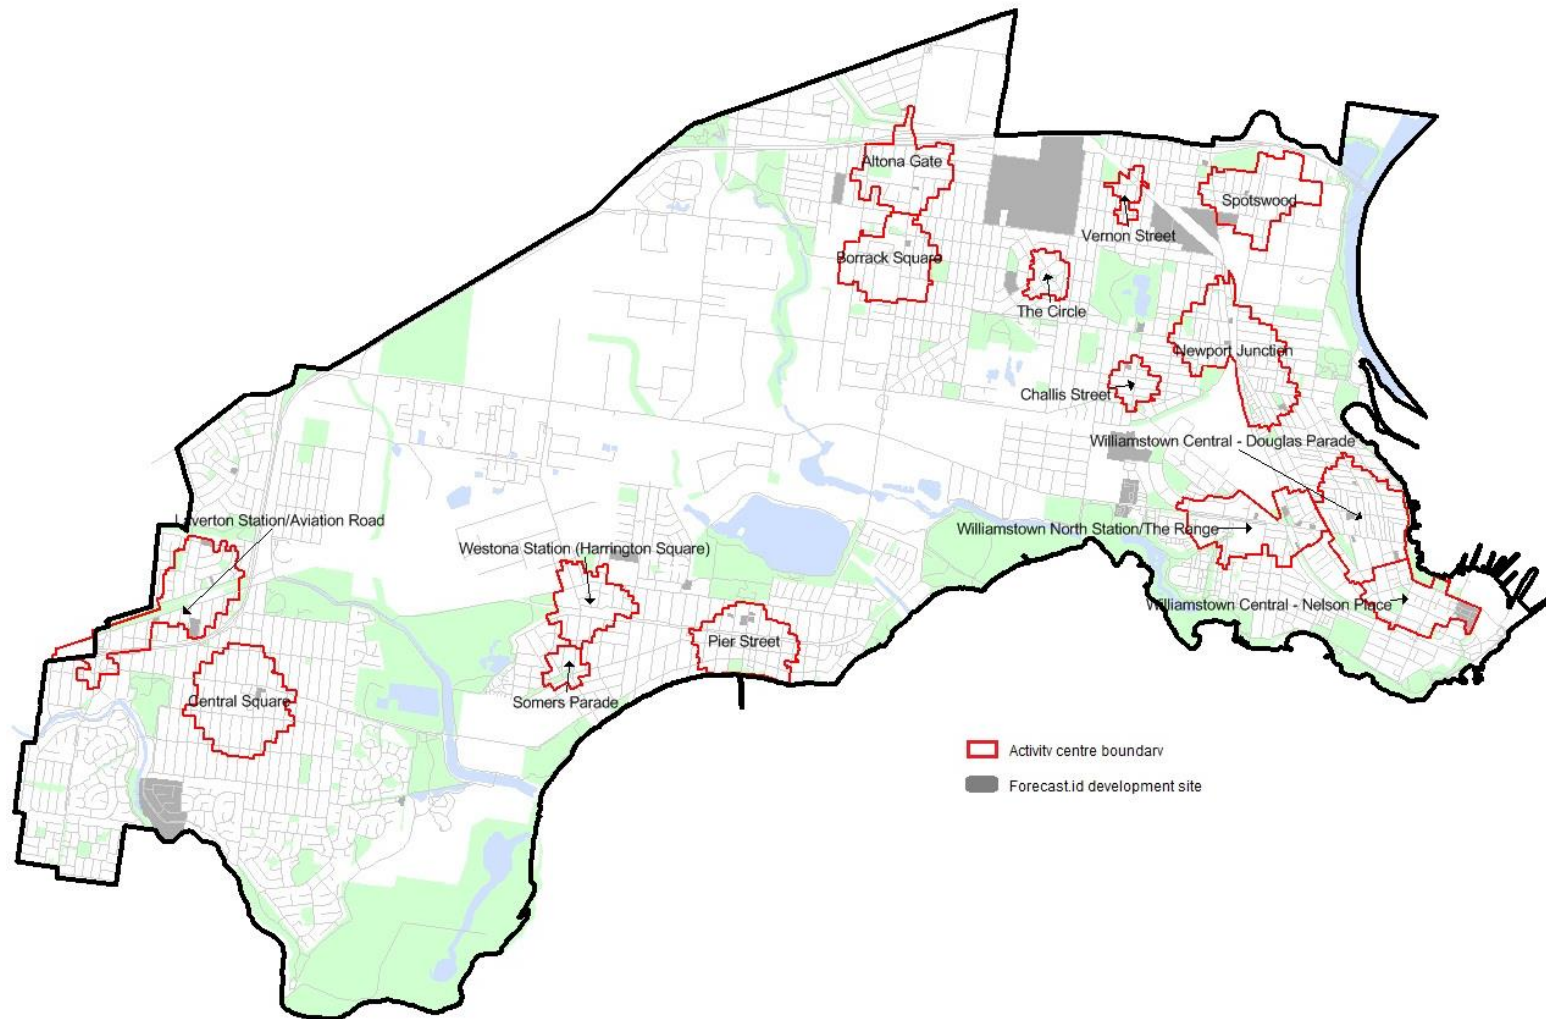 Altona Gate
Spotswood
Vernon Street
Borrack Square
The Circle
Newport Junction
Challis Street
Williamstown Central - Douglas Parade
Laverton Station/Aviation Road
Williamstown North Station/The Range
Westona Station (Harrington Square)
Williamstown Central - Nelson Place
Pier Street
Central Square
Somers Parade
Activity centre boundary
Forecast.id development site